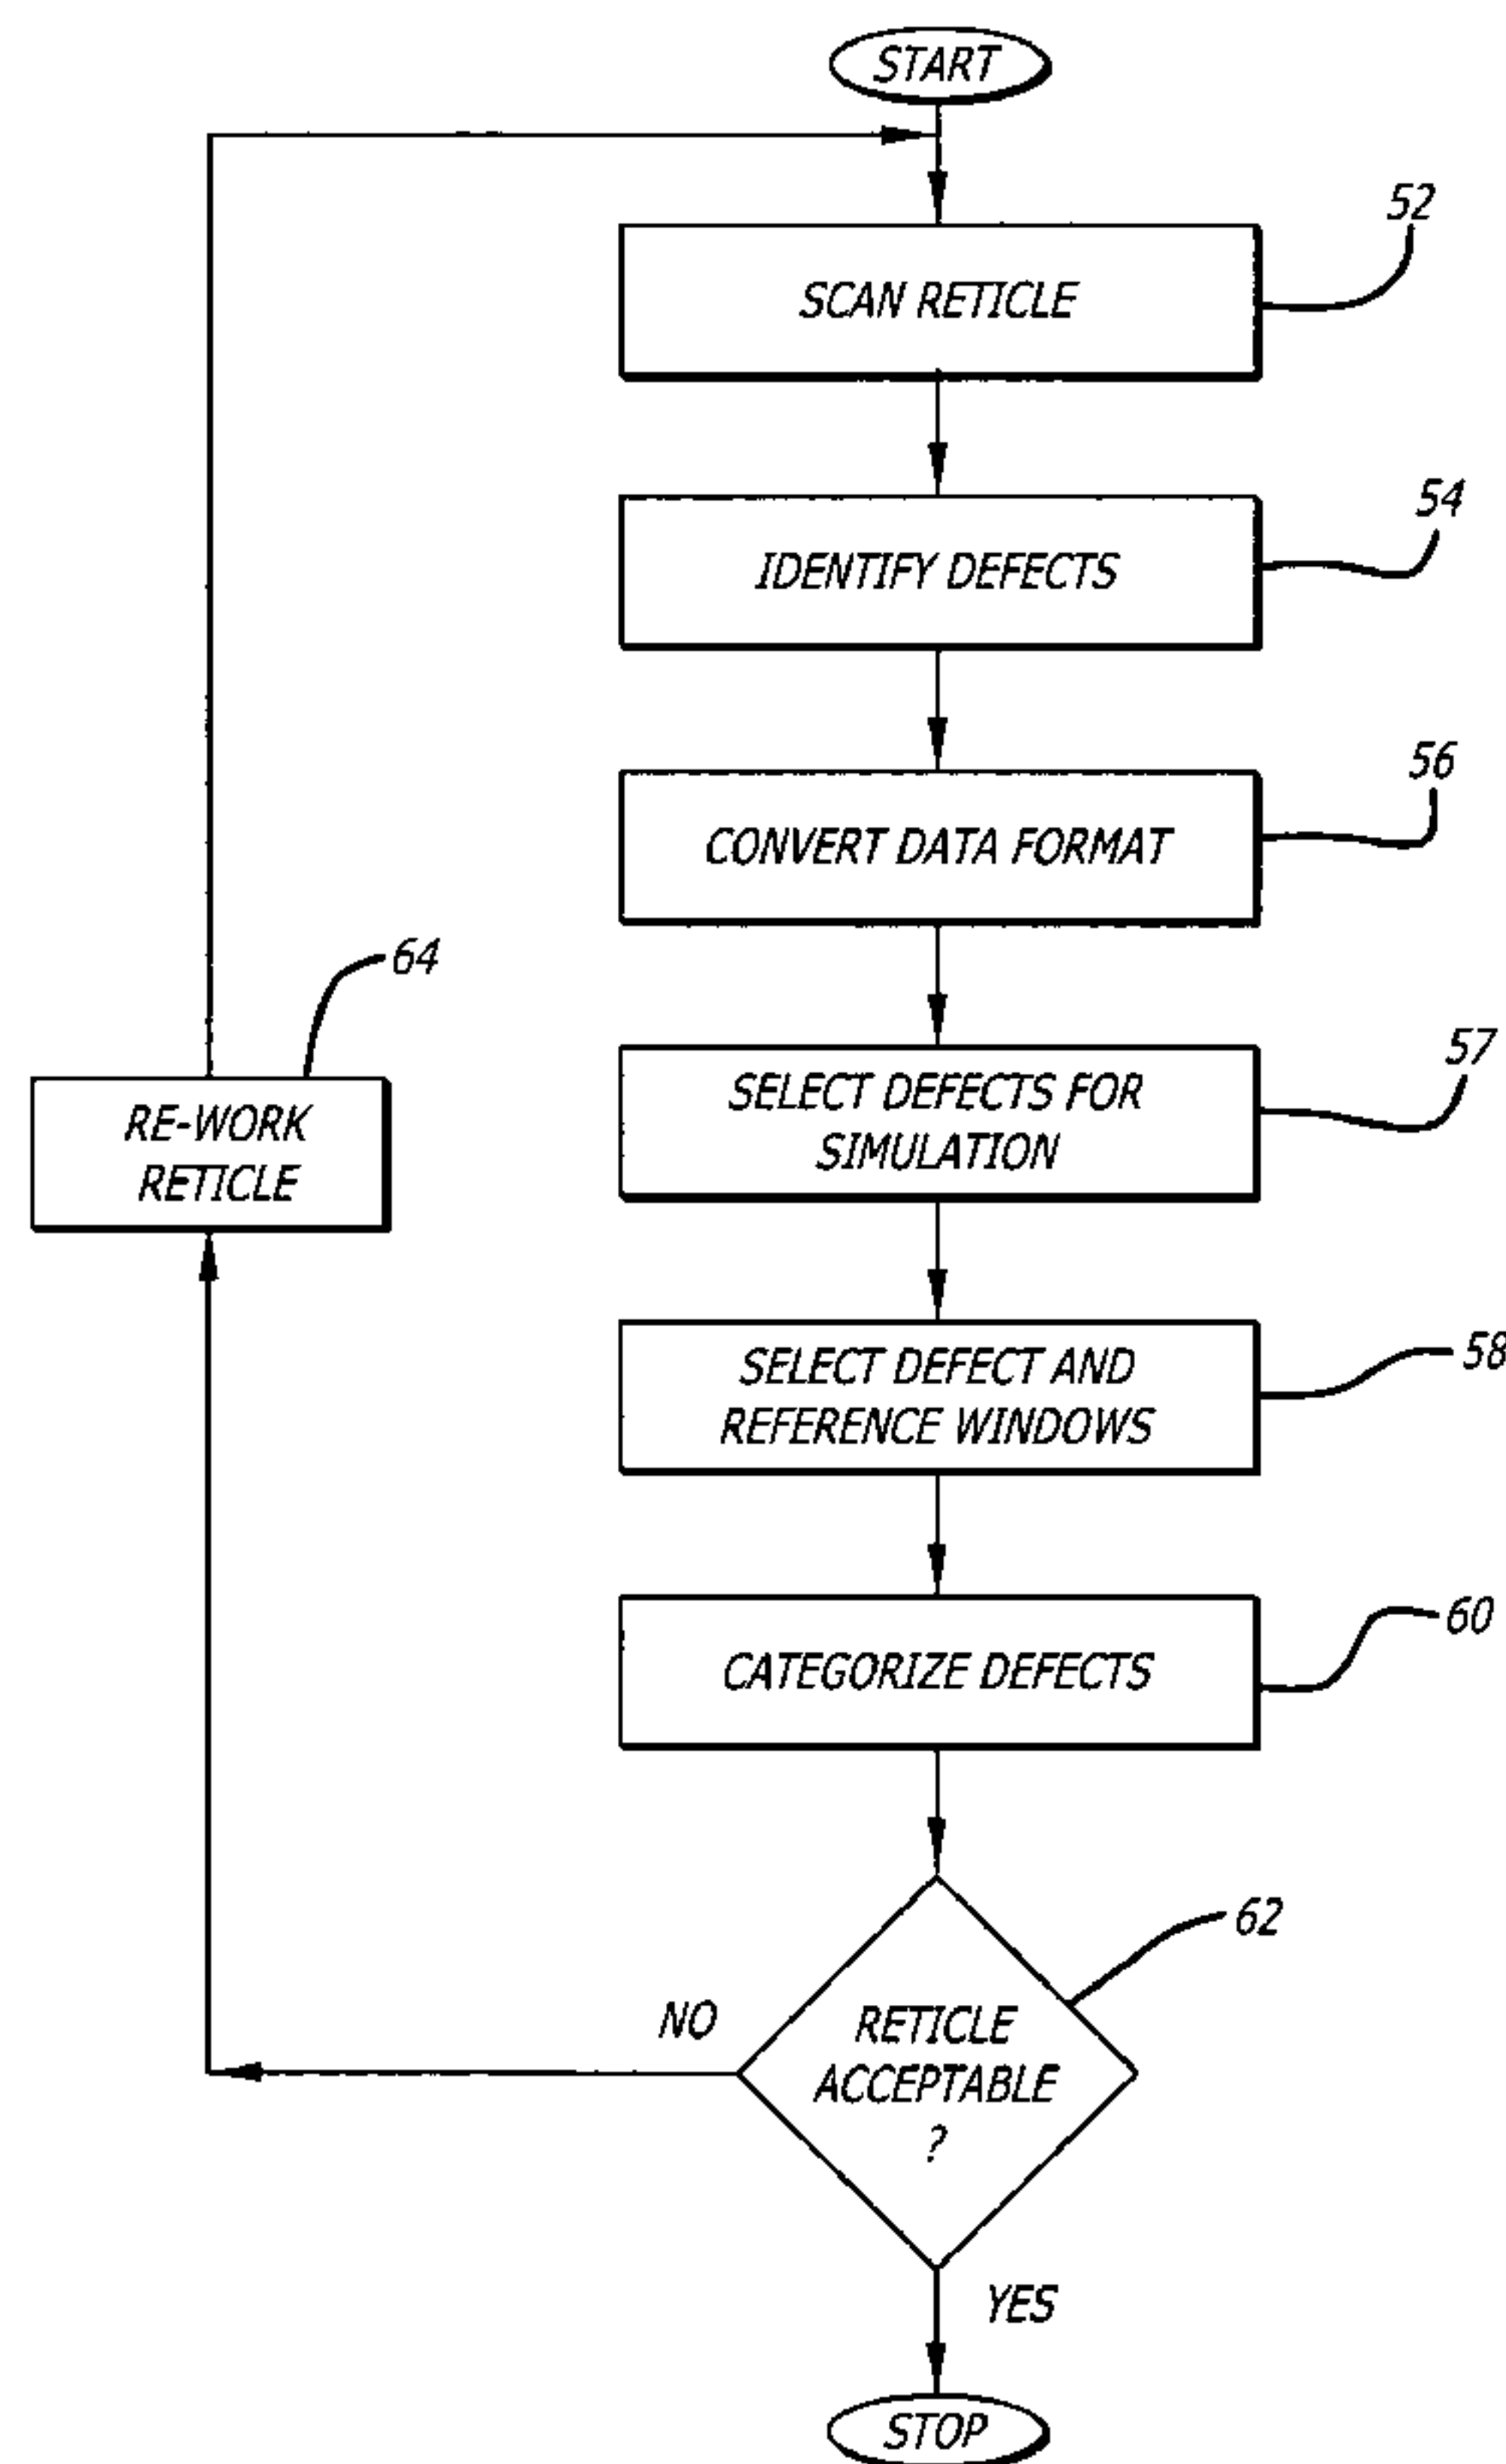 START
52
SCAN RETICLE
54
IDENTIFY DEFECTS
56
CONVERT DATA FORMAT
64
57
RE-WORK
RETICLE
SELECT DEFECTS FOR
SIMULATION
58
SELECT DEFECT AND
REFERENCE WINDOWS
60
CATEGORIZE DEFECTS
62
NO
RETICLE
ACCEPTABLE
?
YES
STOP